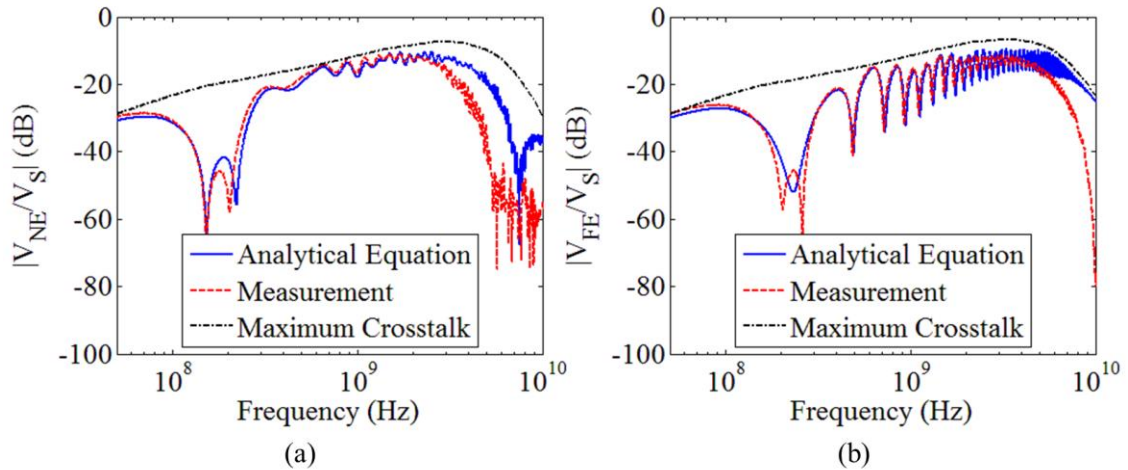 0
-20
-40
-60
-80
-100
|V_NE/V_S| (dB)
Analytical Equation
Measurement
Maximum Crosstalk
10^8
10^9
10^10
Frequency (Hz)
(a)
0
-20
-40
-60
-80
-100
|V_FE/V_S| (dB)
Analytical Equation
Measurement
Maximum Crosstalk
10^8
10^9
10^10
Frequency (Hz)
(b)